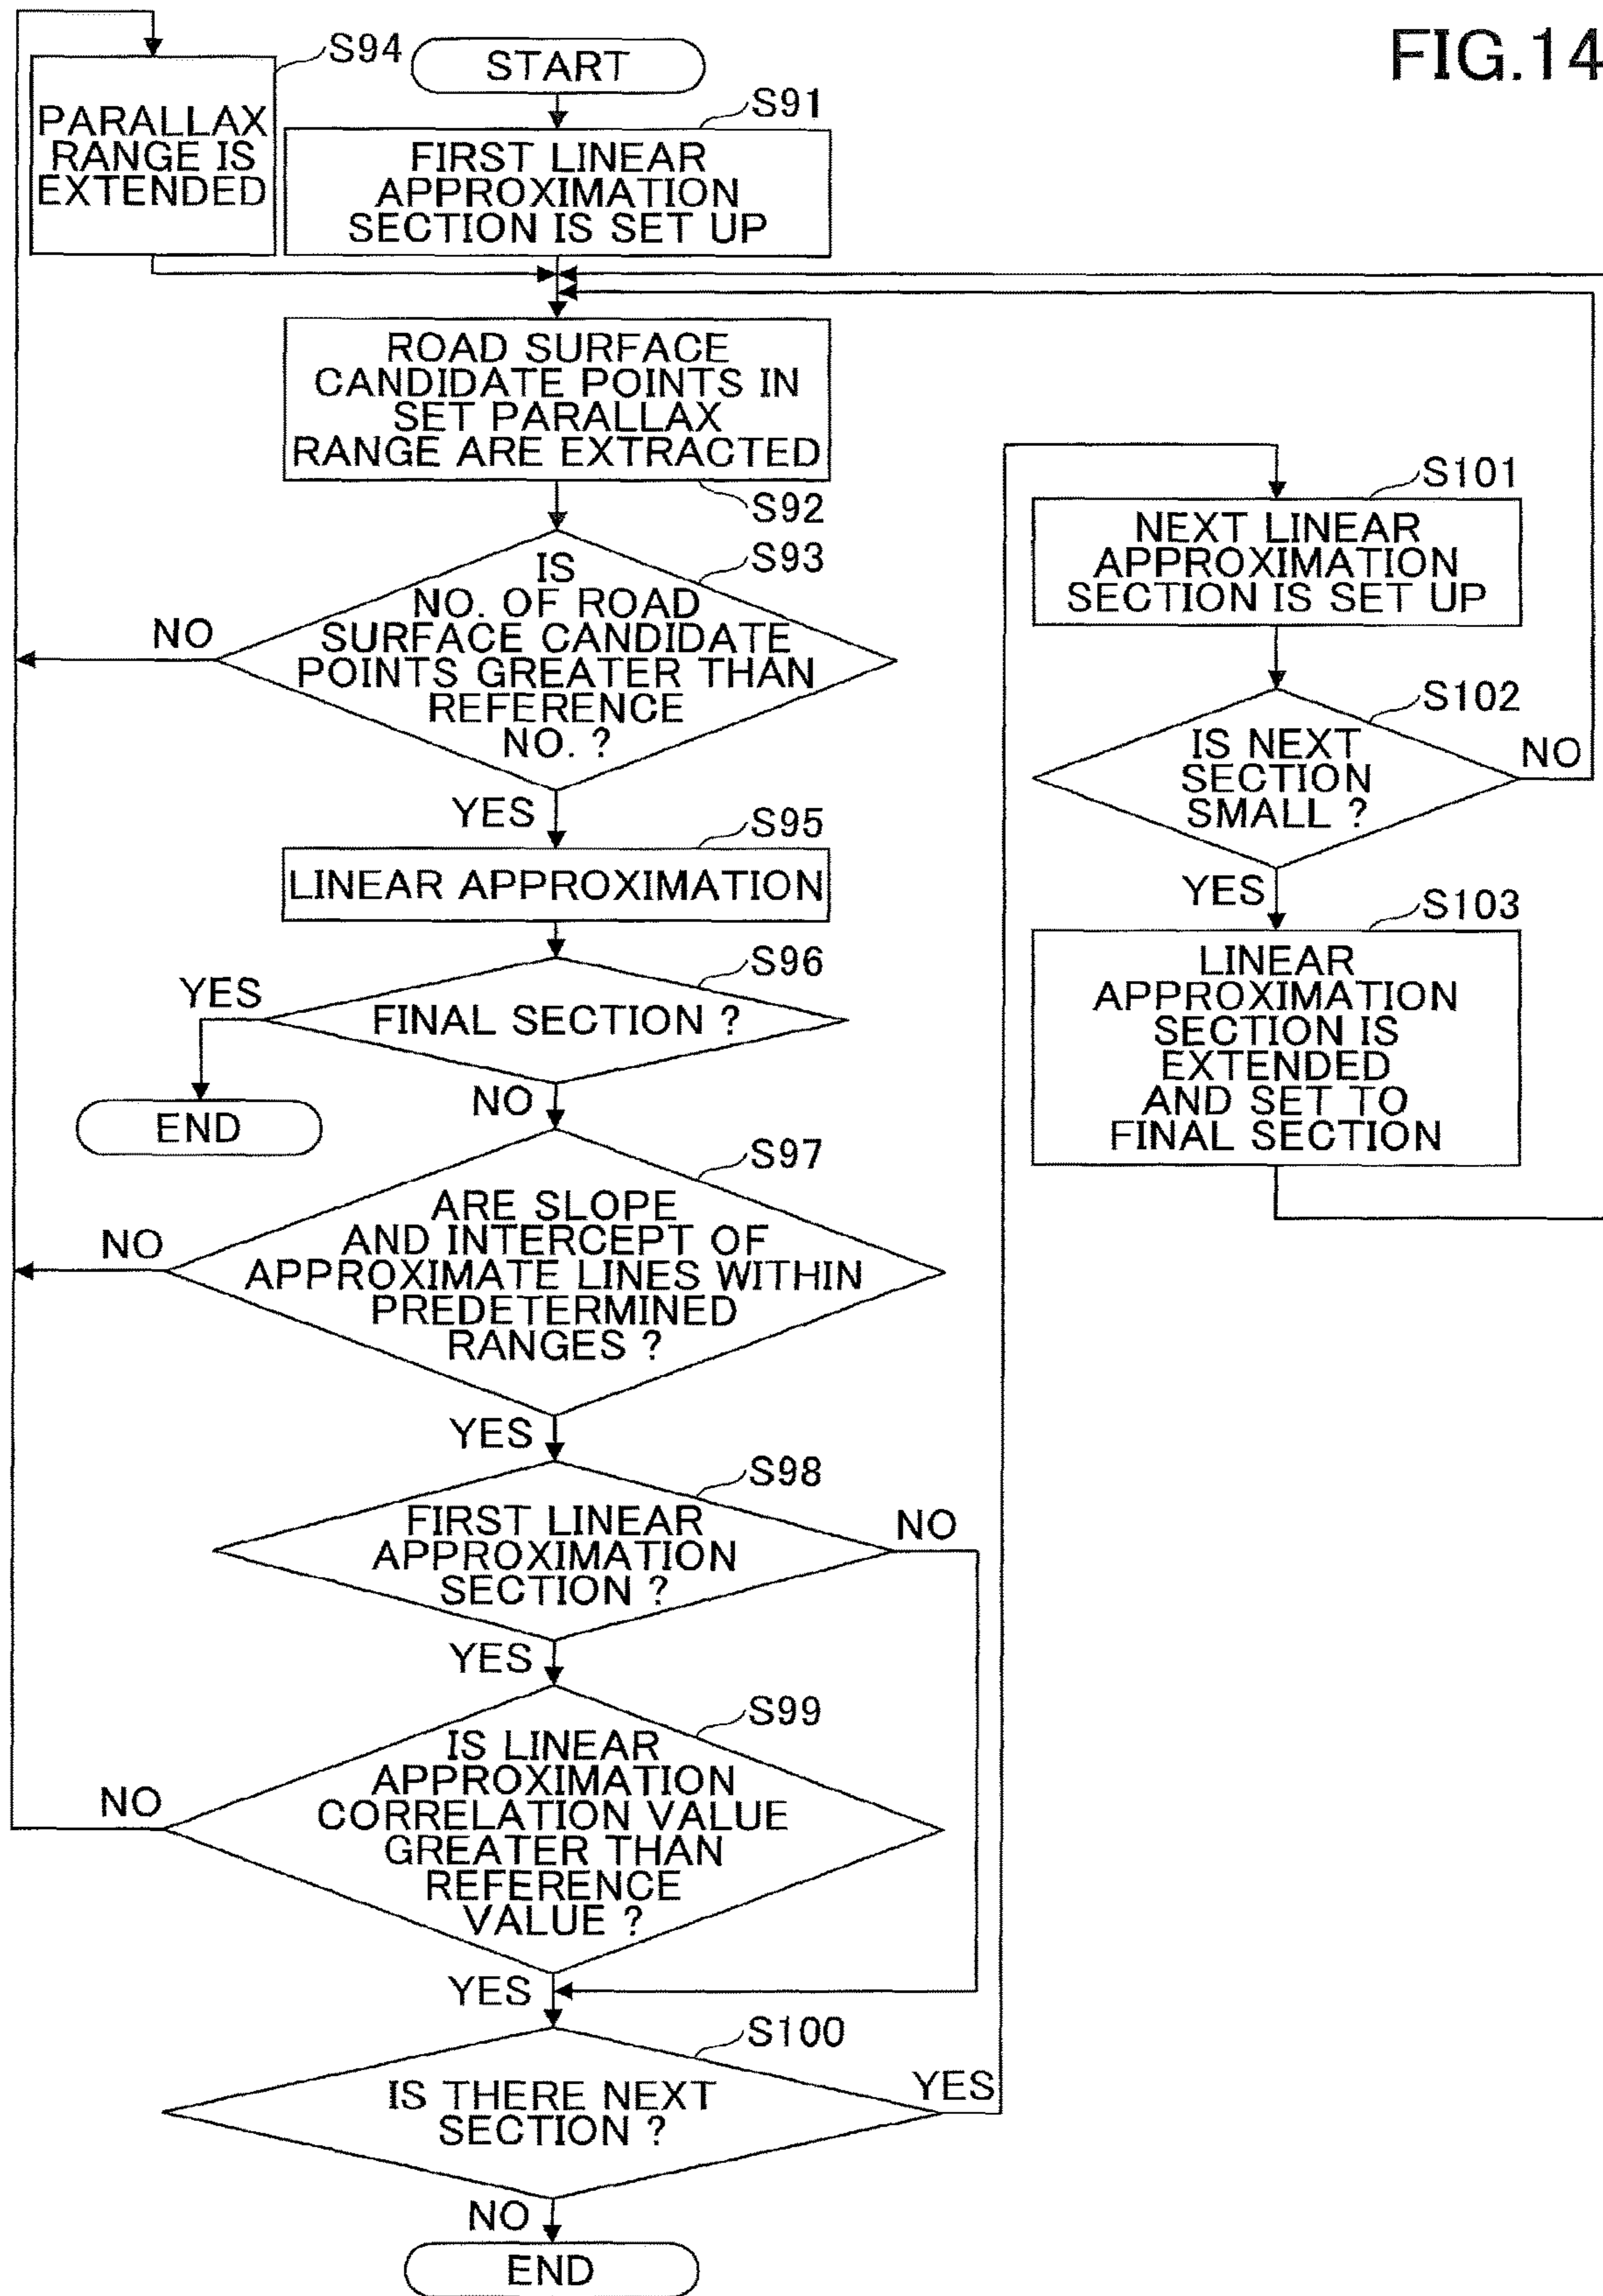 FIG.14
S94
START
PARALLAX
RANGE IS
EXTENDED
S91
FIRST LINEAR
APPROXIMATION
SECTION IS SET UP
ROAD SURFACE
CANDIDATE POINTS IN
SET PARALLAX
RANGE ARE EXTRACTED
S92
S93
IS
NO. OF ROAD
SURFACE CANDIDATE
POINTS GREATER THAN
REFERENCE
NO. ?
NO
YES
S95
LINEAR APPROXIMATION
S96
FINAL SECTION ?
YES
END
NO
S97
ARE SLOPE
AND INTERCEPT OF
APPROXIMATE LINES WITHIN
PREDETERMINED
RANGES ?
NO
YES
S98
FIRST LINEAR
APPROXIMATION
SECTION ?
NO
YES
S99
IS LINEAR
APPROXIMATION
CORRELATION VALUE
GREATER THAN
REFERENCE
VALUE ?
NO
YES
S100
IS THERE NEXT
SECTION ?
YES
NO
END
S101
NEXT LINEAR
APPROXIMATION
SECTION IS SET UP
S102
IS NEXT
SECTION
SMALL ?
NO
YES
S103
LINEAR
APPROXIMATION
SECTION IS
EXTENDED
AND SET TO
FINAL SECTION